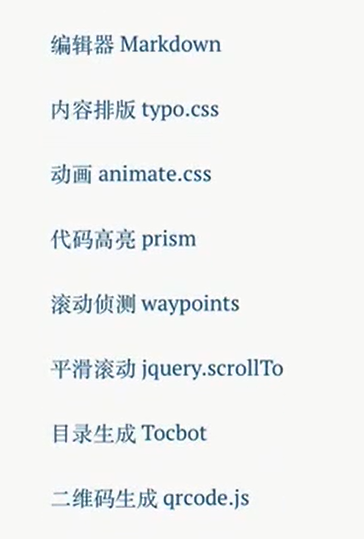 编辑器 Markdown
内容排版 typo.css
动画 animate.css
代码高亮 prism
滚动侦测 waypoints
平滑滚动 jquery.scrollTo
目录生成 Tocbot
二维码生成 qrcode.js